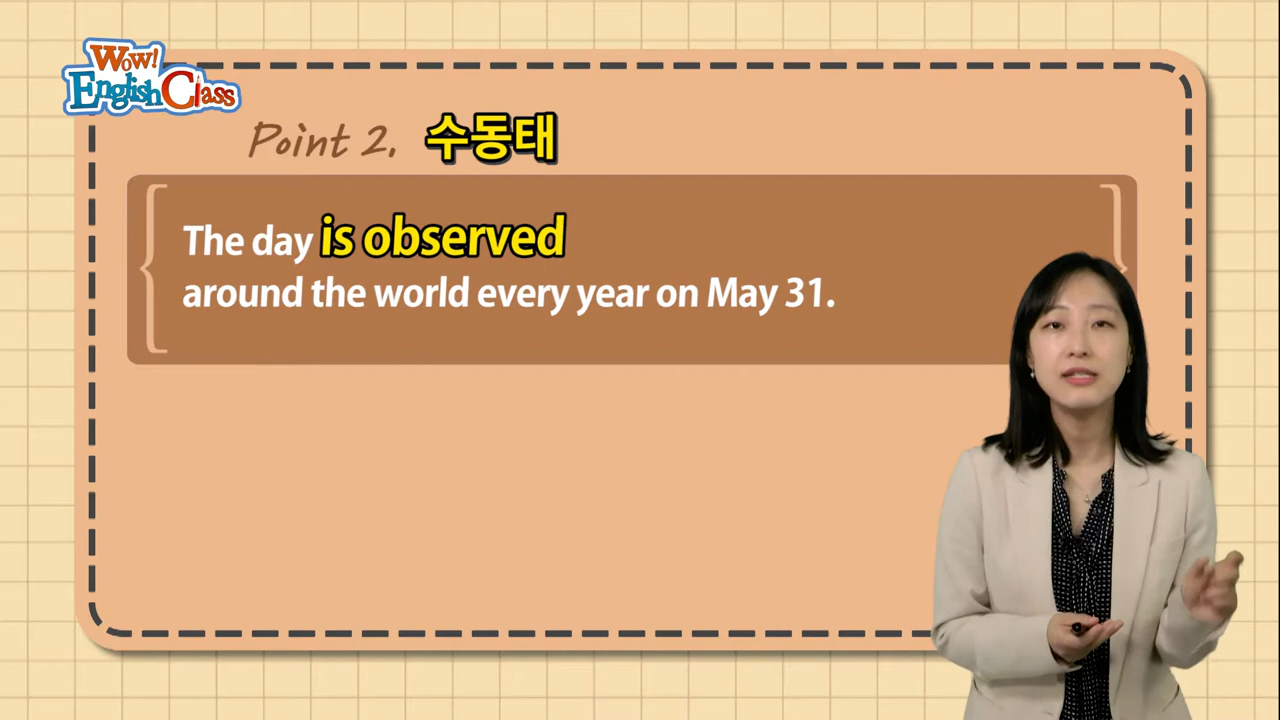 Wow!
English Class
Point 2. 수동태
The day is observed
around the world every year on May 31.